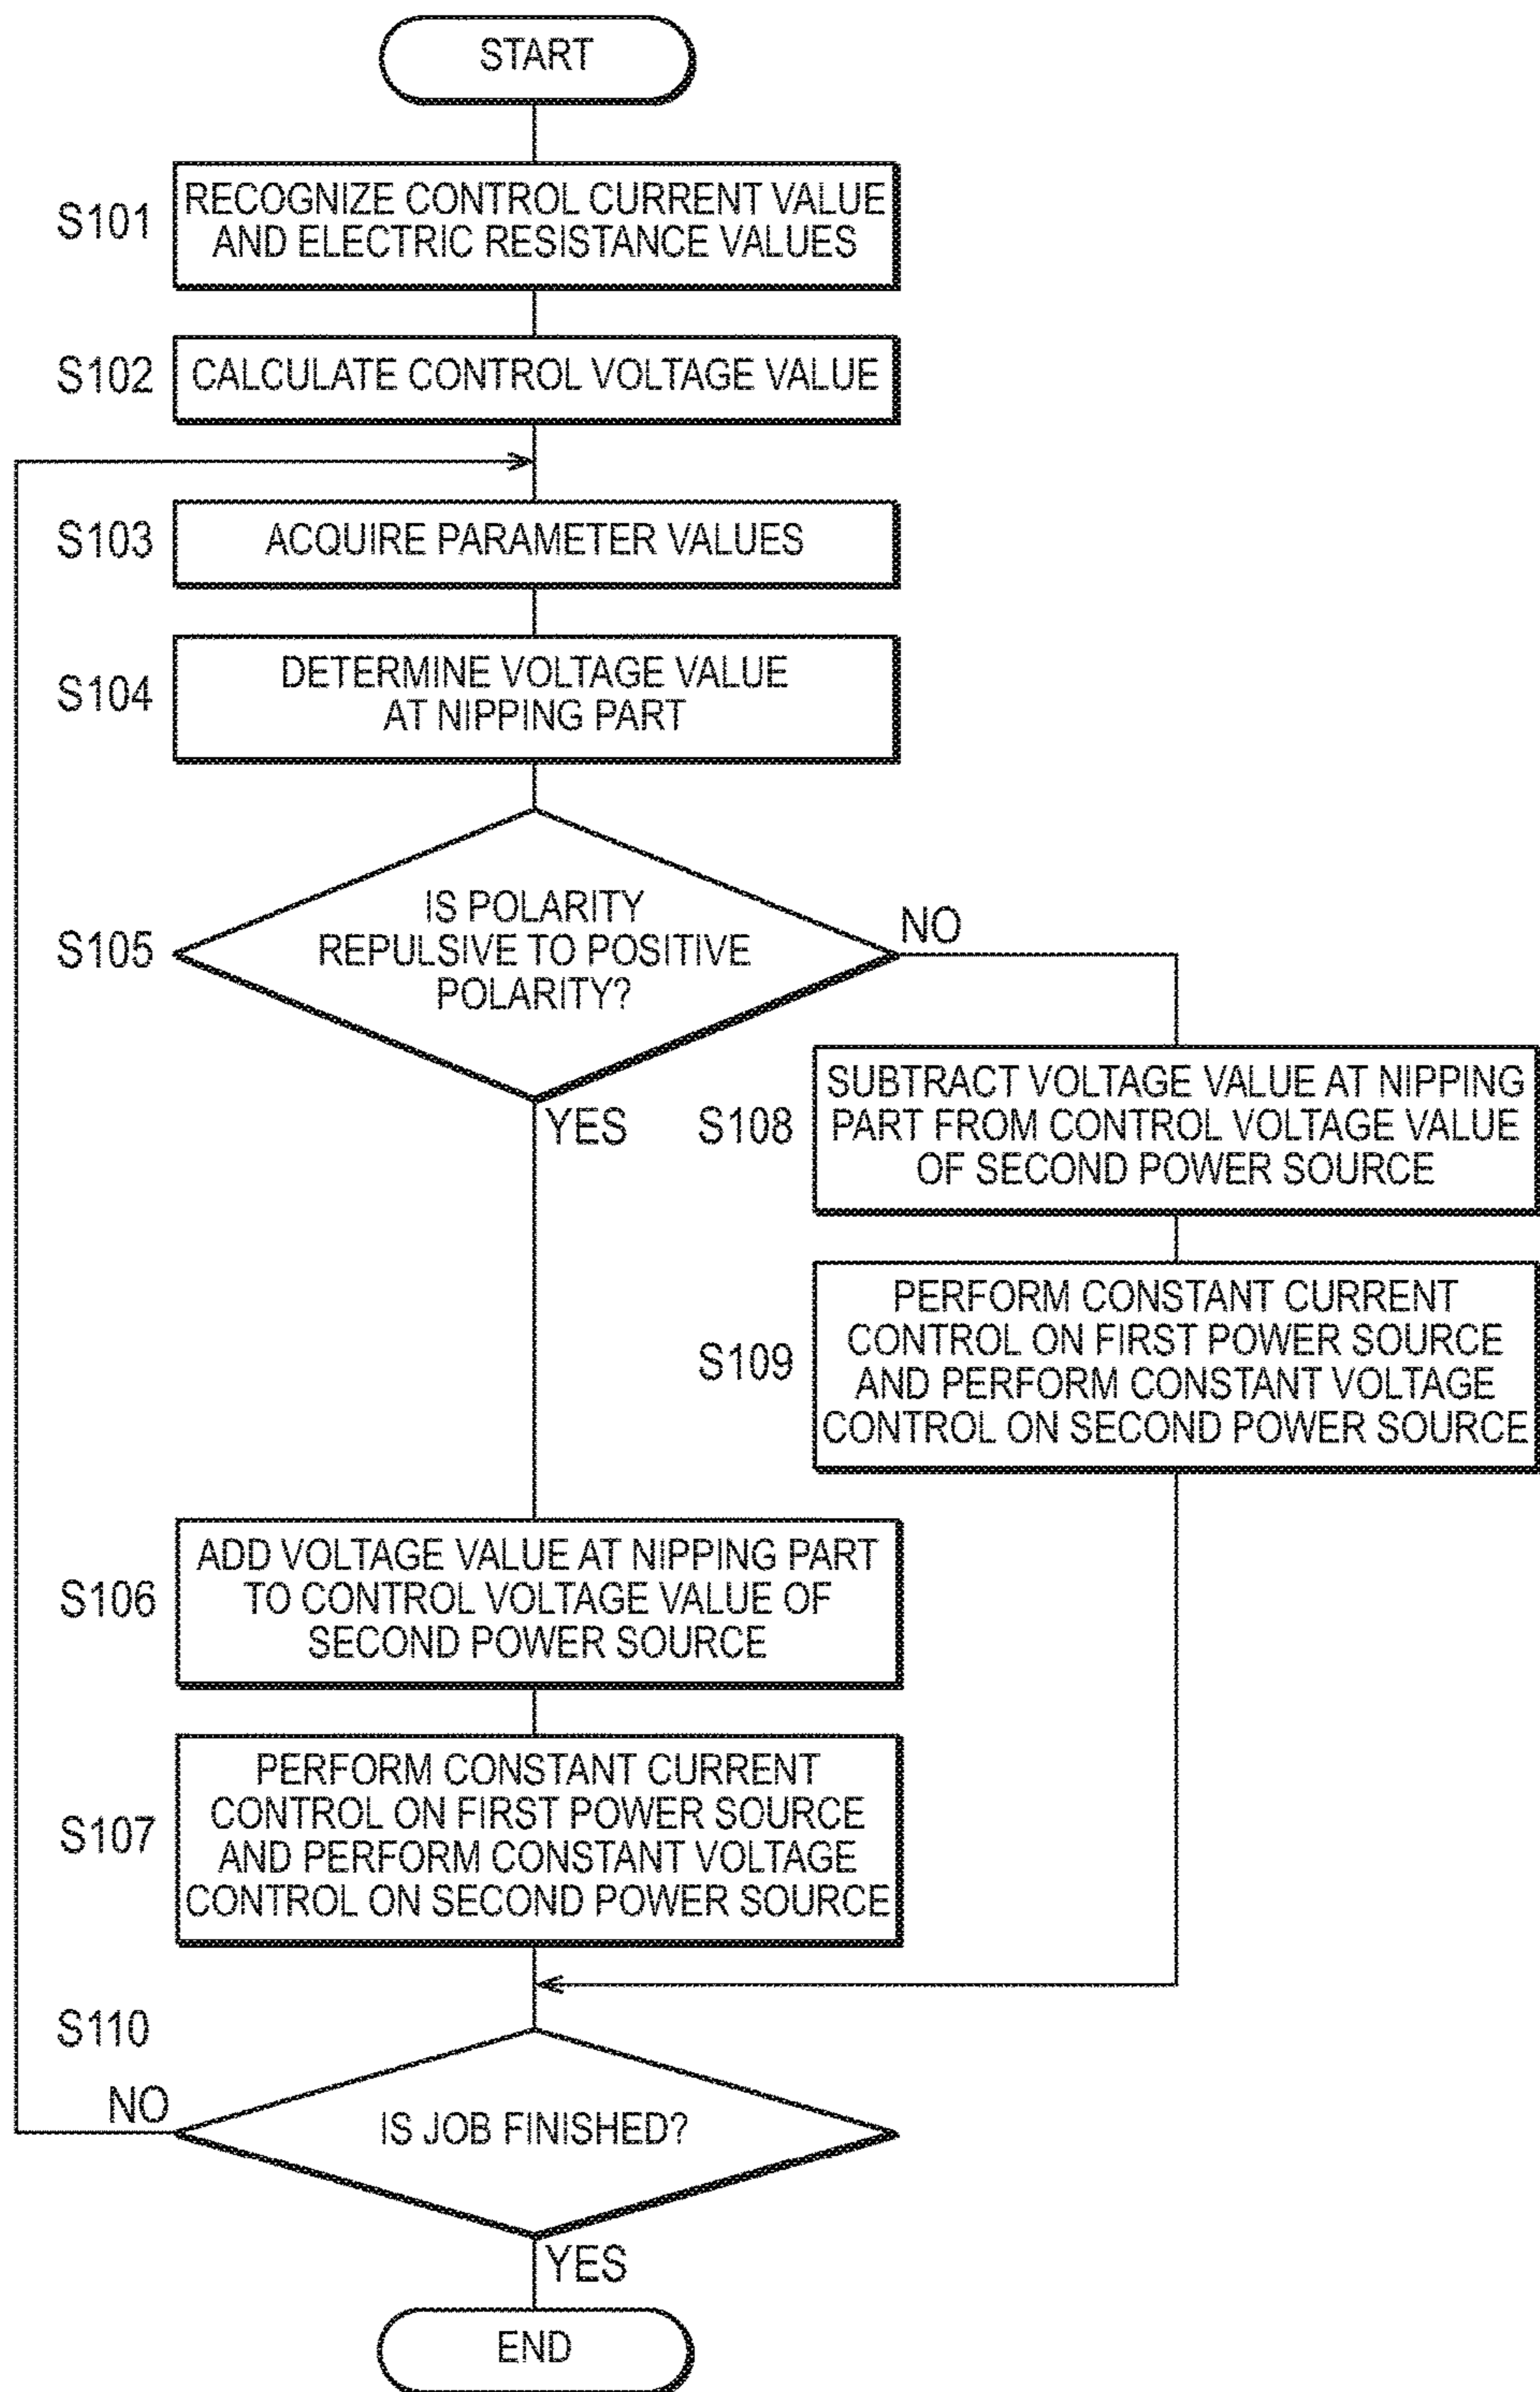 START
S101
RECOGNIZE CONTROL CURRENT VALUE
AND ELECTRIC RESISTANCE VALUES
S102
CALCULATE CONTROL VOLTAGE VALUE
S103
ACQUIRE PARAMETER VALUES
S104
DETERMINE VOLTAGE VALUE
AT NIPPING PART
S105
IS POLARITY
REPULSIVE TO POSITIVE
POLARITY?
NO
YES
S108
SUBTRACT VOLTAGE VALUE AT NIPPING
PART FROM CONTROL VOLTAGE VALUE
OF SECOND POWER SOURCE
S109
PERFORM CONSTANT CURRENT
CONTROL ON FIRST POWER SOURCE
AND PERFORM CONSTANT VOLTAGE
CONTROL ON SECOND POWER SOURCE
S106
ADD VOLTAGE VALUE AT NIPPING PART
TO CONTROL VOLTAGE VALUE OF
SECOND POWER SOURCE
S107
PERFORM CONSTANT CURRENT
CONTROL ON FIRST POWER SOURCE
AND PERFORM CONSTANT VOLTAGE
CONTROL ON SECOND POWER SOURCE
S110
NO
IS JOB FINISHED?
YES
END